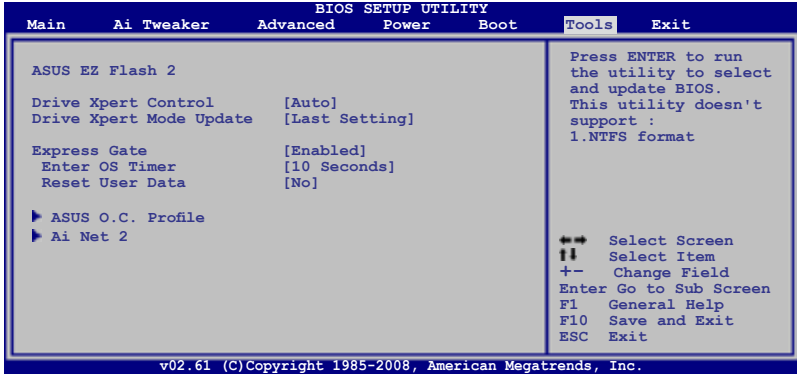 BIOS SETUP UTILITY
Main Ai Tweaker Advanced Power Boot Tools Exit
ASUS EZ Flash 2
Drive Xpert Control [Auto]
Drive Xpert Mode Update [Last Setting]
Express Gate [Enabled]
Enter OS Timer [10 Seconds]
Reset User Data [No]
ASUS O.C. Profile
Ai Net 2
Press ENTER to run
the utility to select
and update BIOS.
This utility doesn't
support :
1.NTFS format
Select Screen
Select Item
+- Change Field
Enter Go to Sub Screen
F1 General Help
F10 Save and Exit
ESC Exit
v02.61 (C)Copyright 1985-2008, American Megatrends, Inc.